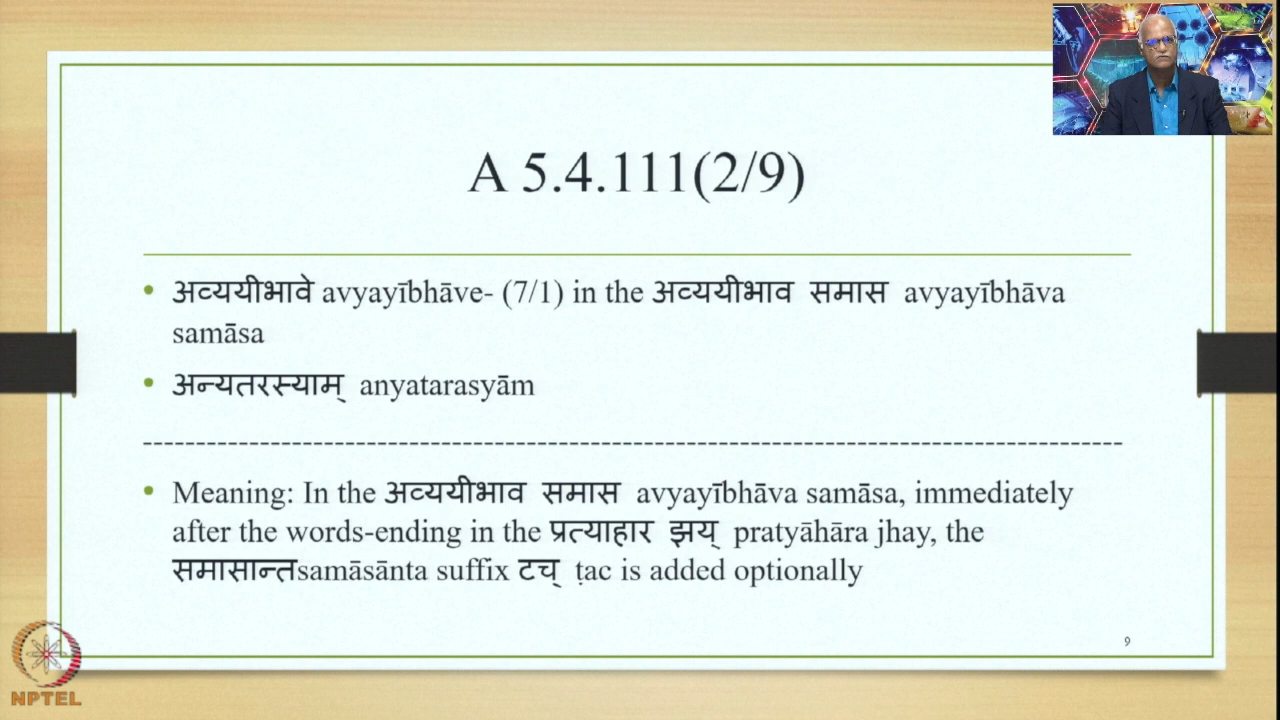 A 5.4.111(2/9)
• अव्ययीभावे avyayībhāve- (7/1) in the अव्ययीभाव समास avyayībhāva
samāsa
• अन्यतरस्याम् anyatarasyām
--------------------------------------------------------------------------------------------
• Meaning: In the अव्ययीभाव समास avyayībhāva samāsa, immediately
after the words-ending in the प्रत्याहार झय् pratyāhāra jhay, the
समासान्तsamāsānta suffix टच् ṭac is added optionally
9
NPTEL